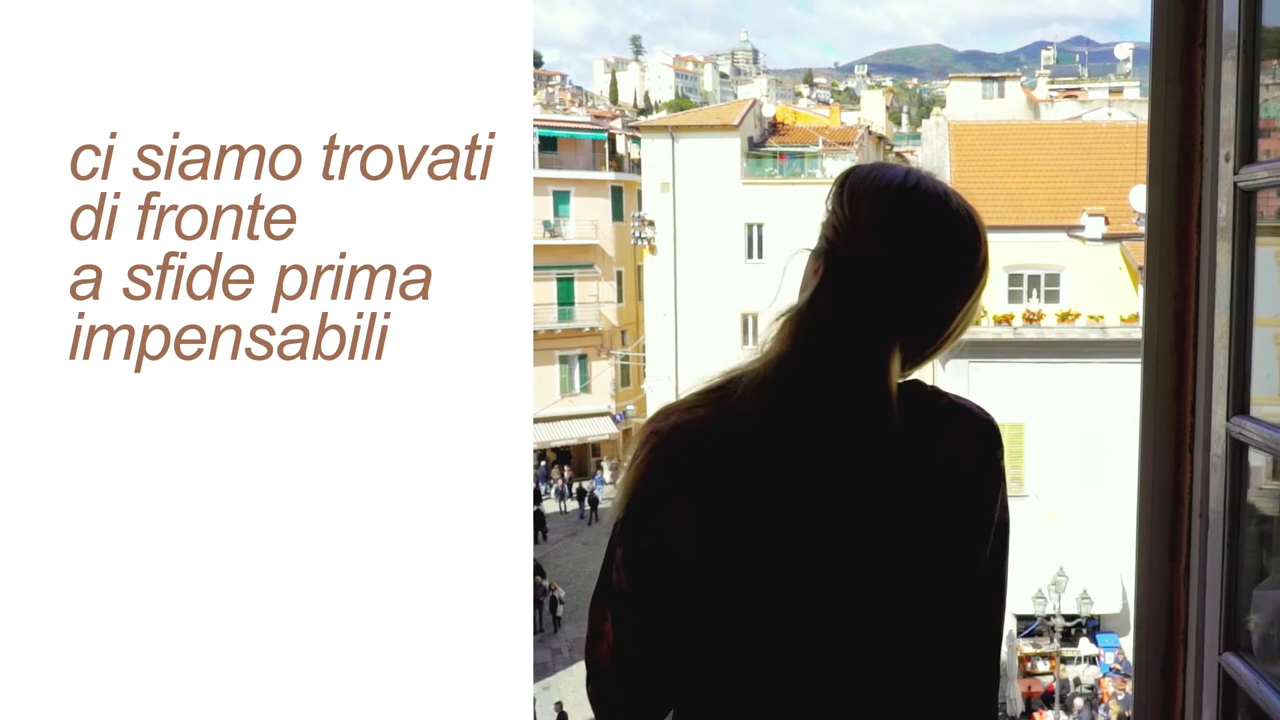 ci siamo trovati
di fronte
a sfide prima
impensabili